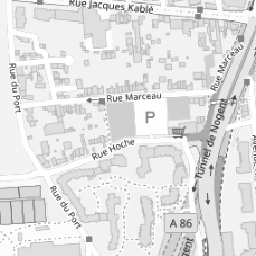 Rue Jacques Kablé
Rue Marceau
Rue du Port
Rue Marceau
P
Rue Hoche
Tunnel de Nogent
Rue du Port
A 86